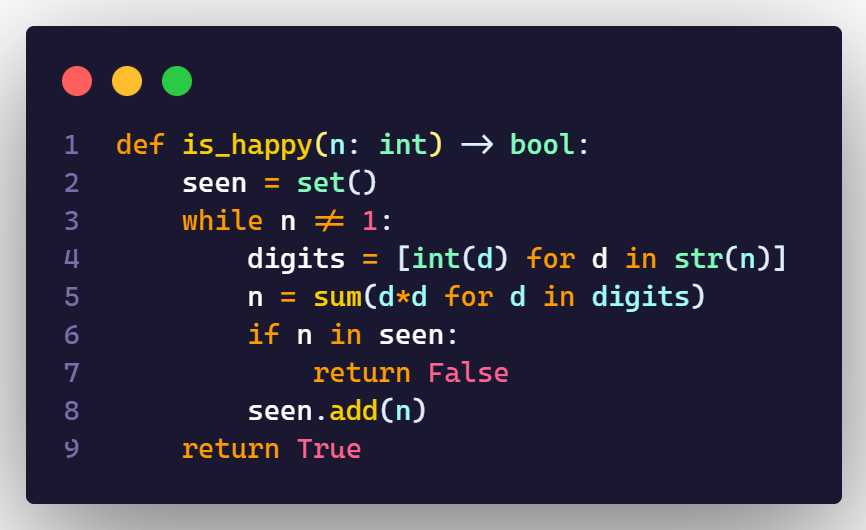 1 def is_happy(n: int) -> bool:
2     seen = set()
3     while n != 1:
4         digits = [int(d) for d in str(n)]
5         n = sum(d*d for d in digits)
6         if n in seen:
7             return False
8         seen.add(n)
9     return True